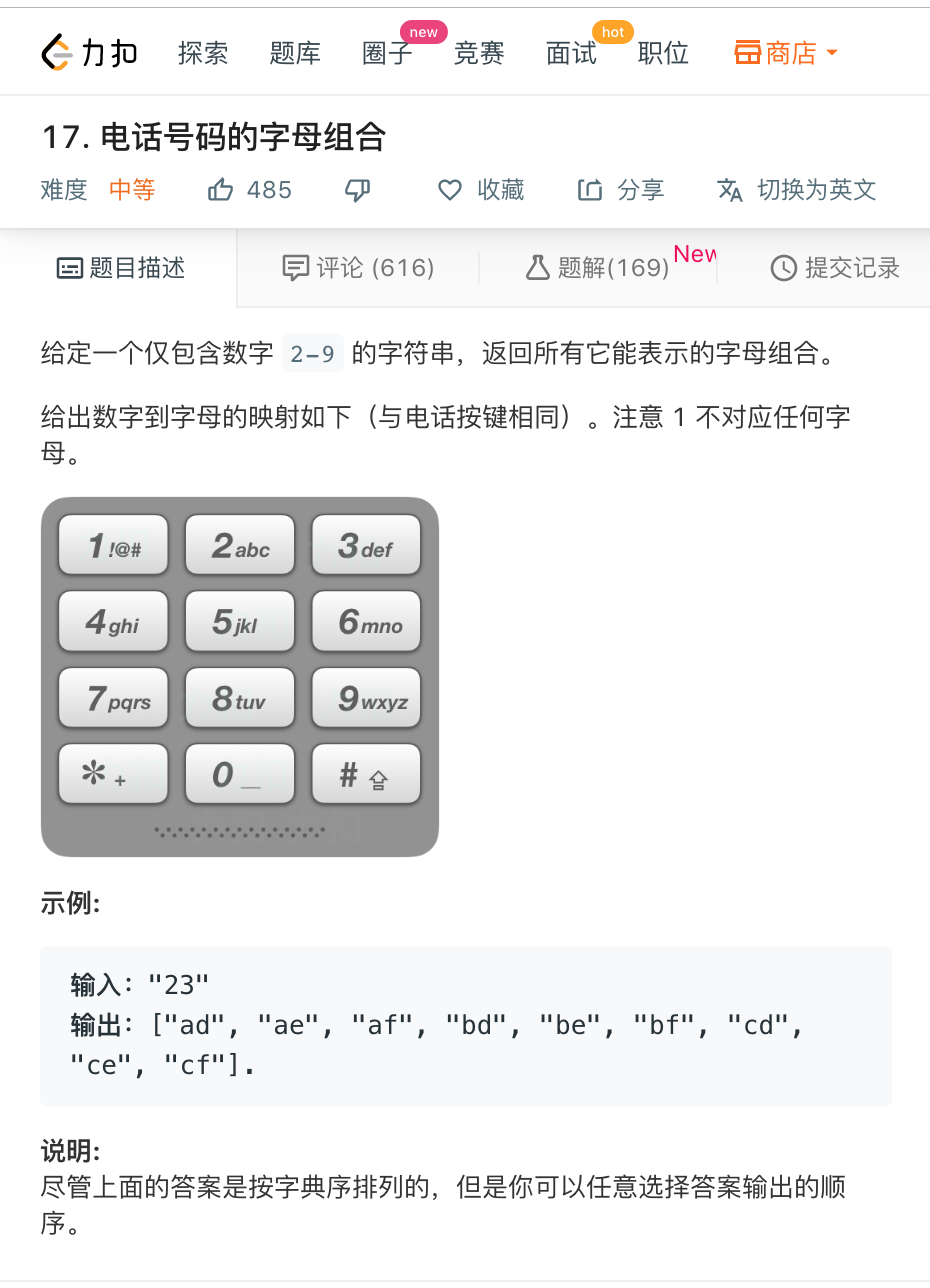 力扣 探索 题库 圈子 new 竞赛 面试 hot 职位 商店
17. 电话号码的字母组合
难度 中等 485 收藏 分享 切换为英文
题目描述 评论 (616) 题解(169) New 提交记录
给定一个仅包含数字 2-9 的字符串，返回所有它能表示的字母组合。
给出数字到字母的映射如下（与电话按键相同）。注意 1 不对应任何字
母。
1 !@# 2 abc 3 def
4 ghi 5 jkl 6 mno
7 pqrs 8 tuv 9 wxyz
* + 0 _ #
示例:
输入："23"
输出：["ad", "ae", "af", "bd", "be", "bf", "cd",
"ce", "cf"].
说明:
尽管上面的答案是按字典序排列的，但是你可以任意选择答案输出的顺
序。